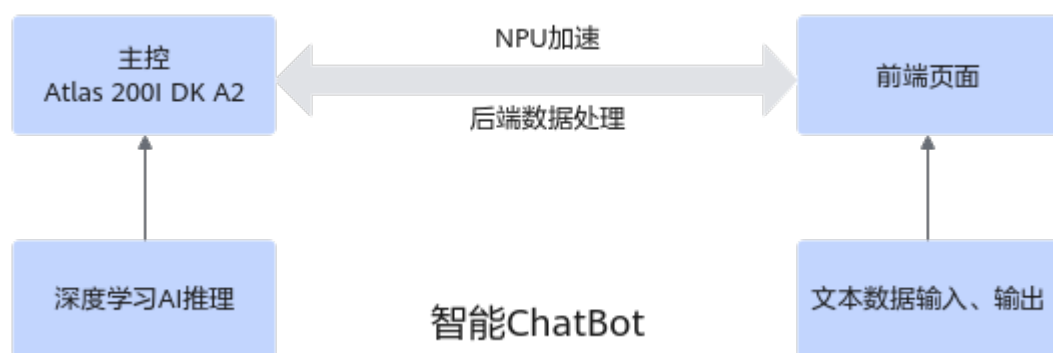 主控
Atlas 200I DK A2
NPU加速
后端数据处理
前端页面
深度学习AI推理
智能ChatBot
文本数据输入、输出